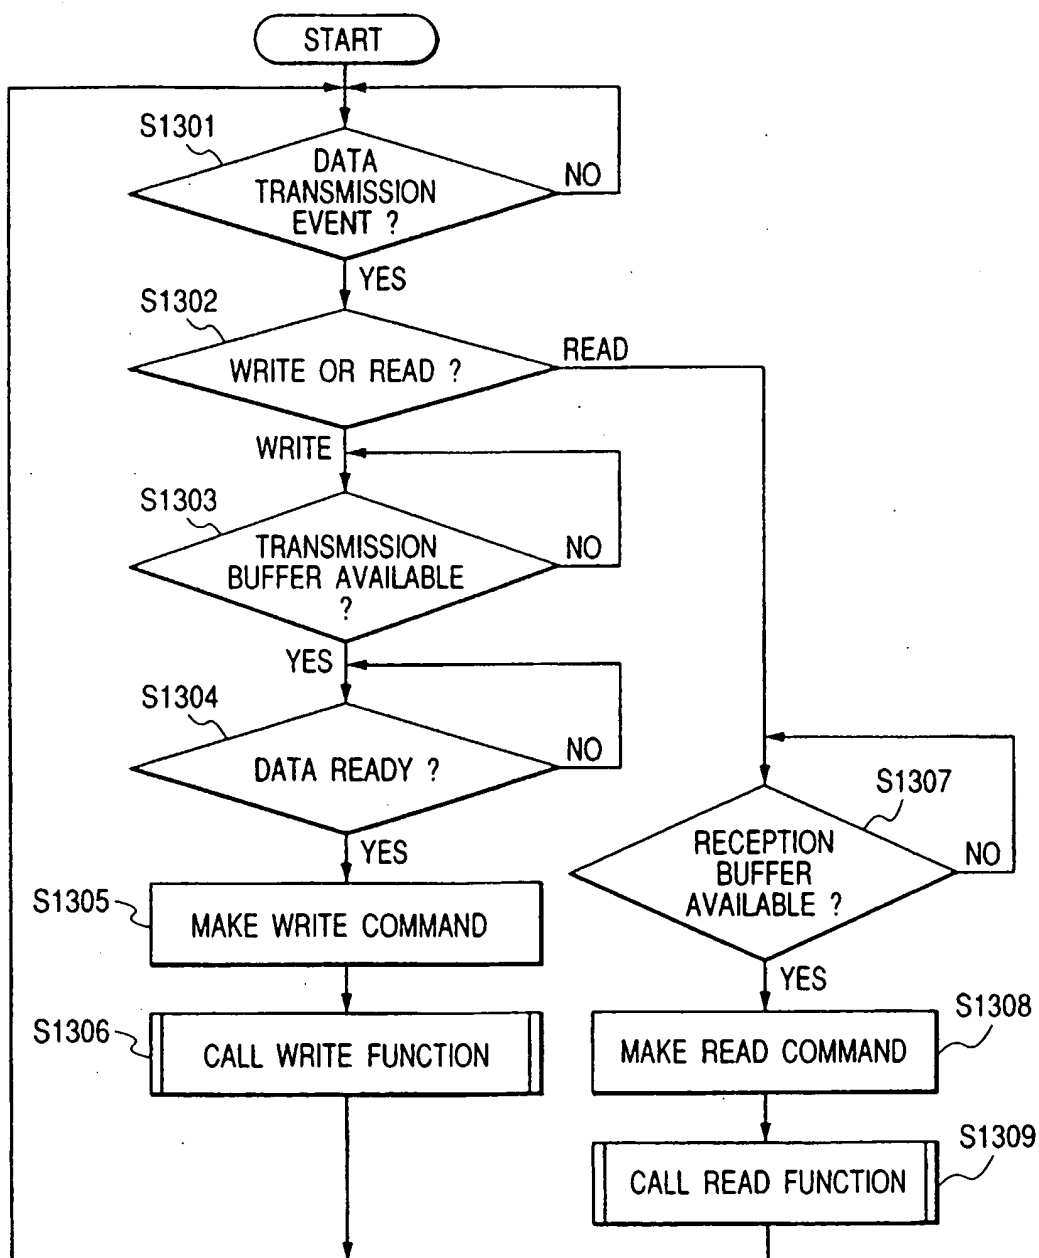 START
S1301
DATA
TRANSMISSION
EVENT ?
NO
YES
S1302
WRITE OR READ ?
READ
WRITE
S1303
TRANSMISSION
BUFFER AVAILABLE
?
NO
YES
S1304
DATA READY ?
NO
YES
S1305
MAKE WRITE COMMAND
S1306
CALL WRITE FUNCTION
S1307
RECEPTION
BUFFER
AVAILABLE ?
NO
YES
S1308
MAKE READ COMMAND
S1309
CALL READ FUNCTION